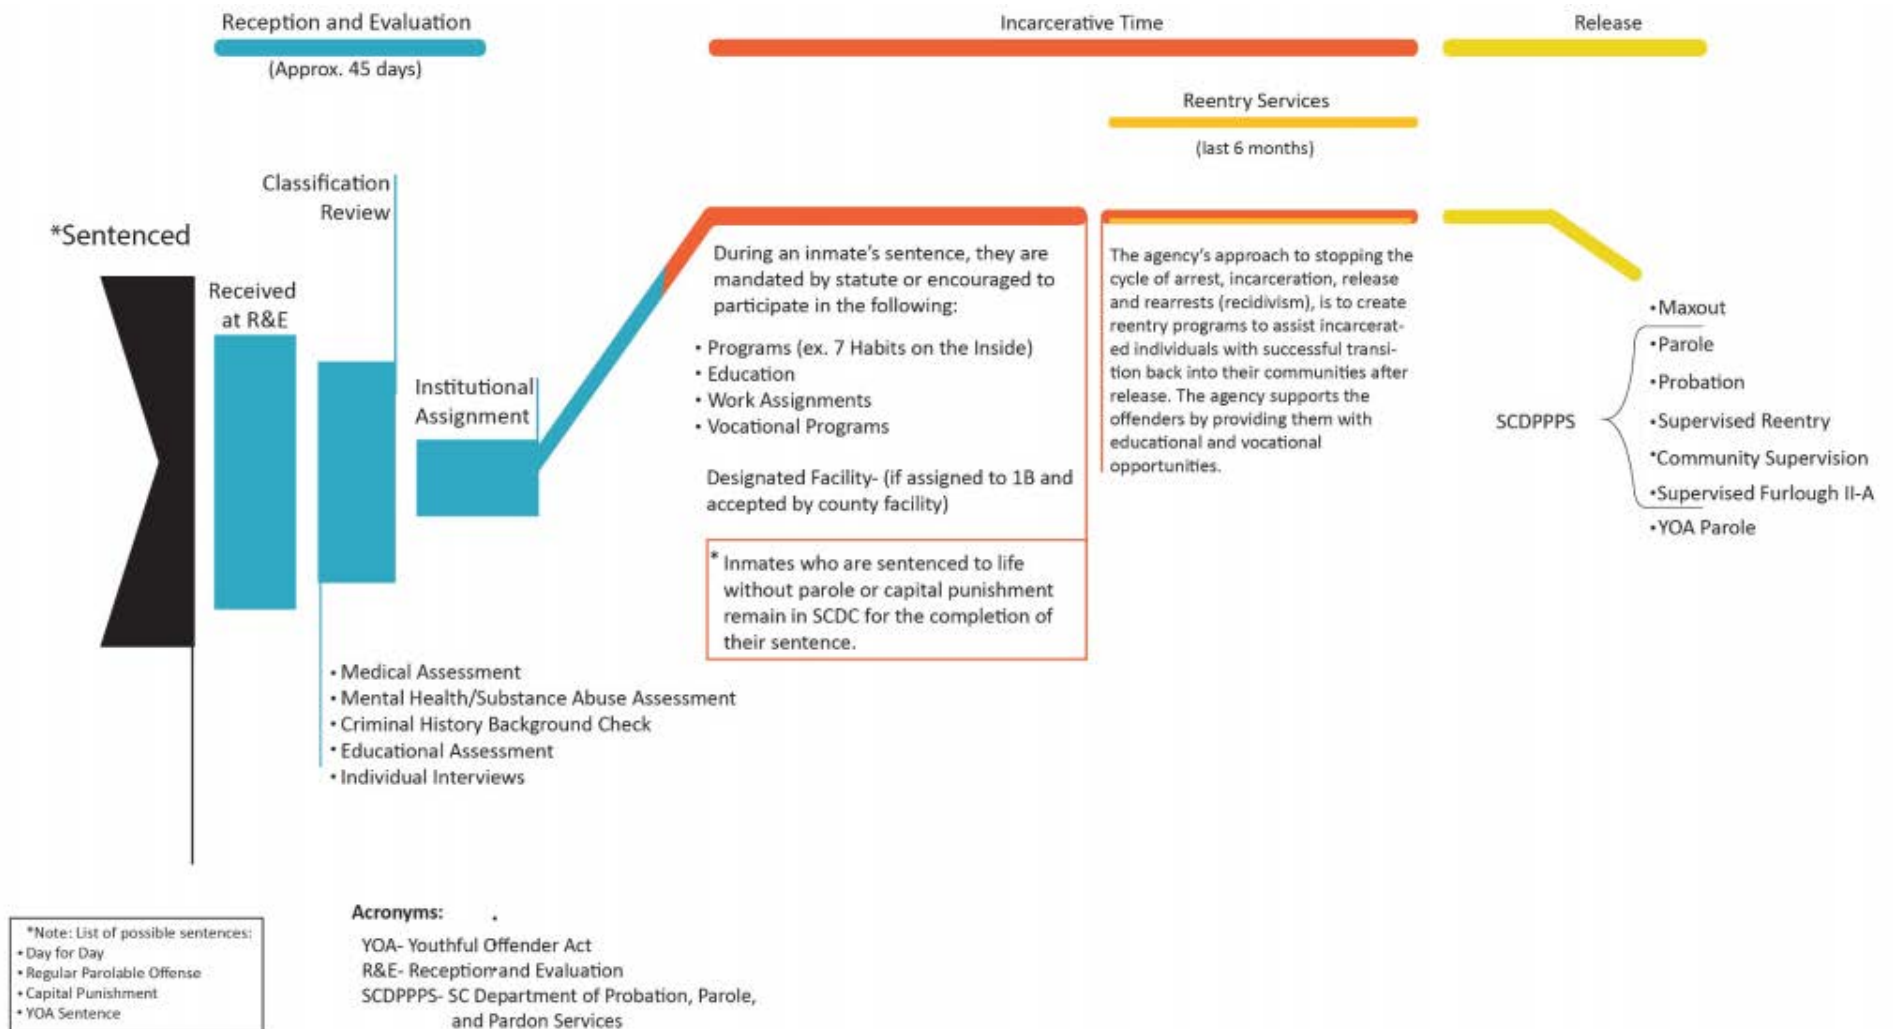 Reception and Evaluation
(Approx. 45 days)
Incarcerative Time
Release
Reentry Services
(last 6 months)
*Sentenced
Received
at R&E
Classification
Review
Institutional
Assignment
• Medical Assessment
• Mental Health/Substance Abuse Assessment
• Criminal History Background Check
• Educational Assessment
• Individual Interviews
During an inmate's sentence, they are
mandated by statute or encouraged to
participate in the following:
• Programs (ex. 7 Habits on the Inside)
• Education
• Work Assignments
• Vocational Programs
Designated Facility- (if assigned to 1B and
accepted by county facility)
* Inmates who are sentenced to life
without parole or capital punishment
remain in SCDC for the completion of
their sentence.
The agency's approach to stopping the
cycle of arrest, incarceration, release
and rearrests (recidivism), is to create
reentry programs to assist incarcerat-
ed individuals with successful transi-
tion back into their communities after
release. The agency supports the
offenders by providing them with
educational and vocational
opportunities.
SCDPPPS
• Maxout
• Parole
• Probation
• Supervised Reentry
• Community Supervision
• Supervised Furlough II-A
• YOA Parole
*Note: List of possible sentences:
• Day for Day
• Regular Parolable Offense
• Capital Punishment
• YOA Sentence
Acronyms:
YOA- Youthful Offender Act
R&E- Reception and Evaluation
SCDPPPS- SC Department of Probation, Parole,
and Pardon Services